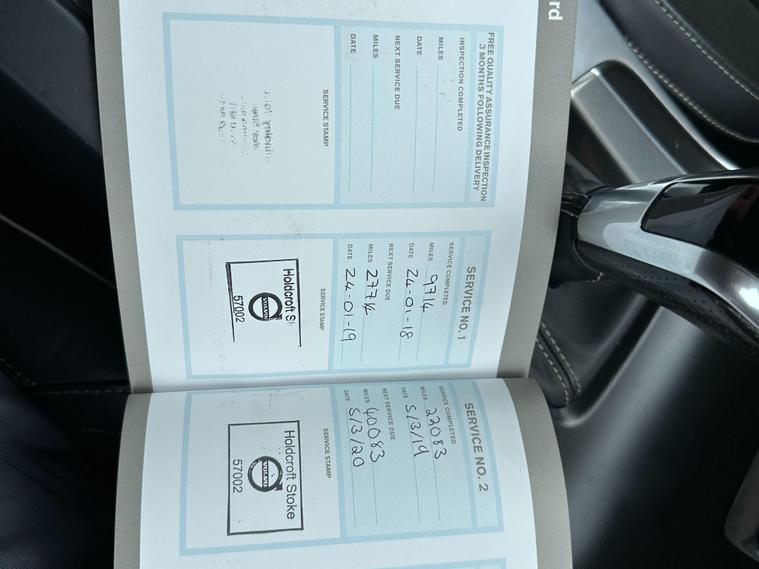 rd
FREE QUALITY ASSURANCE INSPECTION
3 MONTHS FOLLOWING DELIVERY
INSPECTION COMPLETED
MILES
DATE
NEXT SERVICE DUE
MILES
DATE
SERVICE STAMP
SERVICE NO. 1
SERVICE COMPLETED
MILES 9714
DATE 24-01-18
NEXT SERVICE DUE
MILES 27714
DATE 24-01-19
SERVICE STAMP
Holdcroft S
VOLVO
57002
SERVICE NO. 2
SERVICE COMPLETED
MILES 22083
DATE 5/3/19
NEXT SERVICE DUE
MILES 40083
DATE 5/3/20
SERVICE STAMP
Holdcroft Stoke
VOLVO
57002